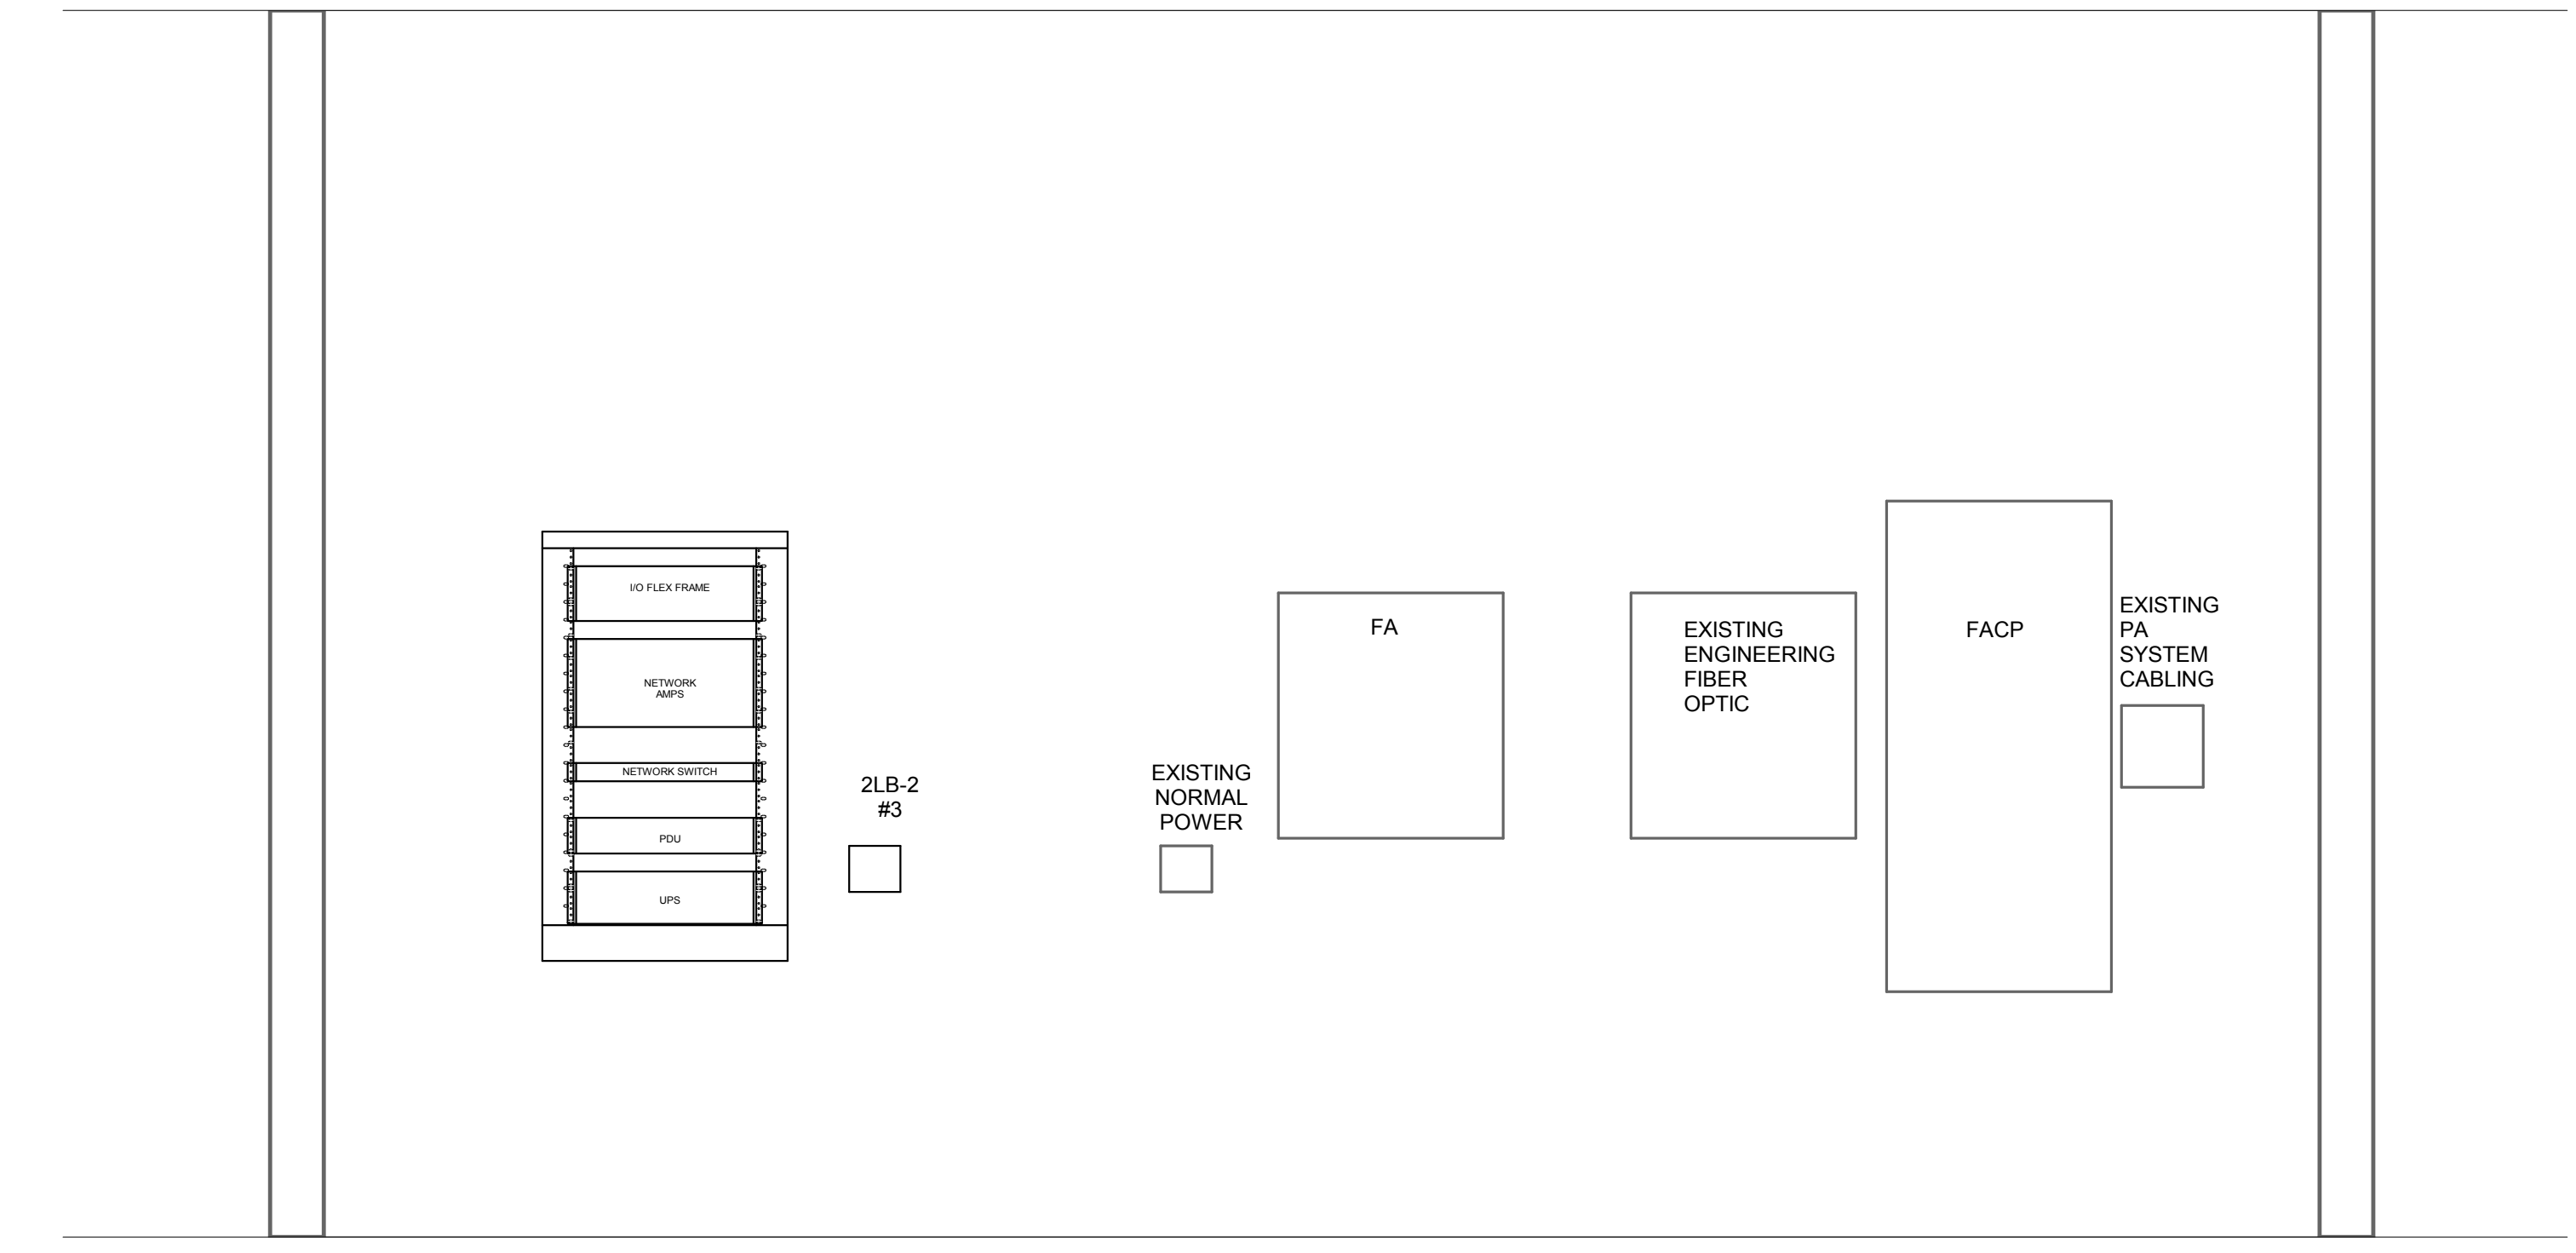 I/O FLEX FRAME
NETWORK
AMPS
NETWORK SWITCH
PDU
UPS
2LB-2
#3
EXISTING
NORMAL
POWER
FA
EXISTING
ENGINEERING
FIBER
OPTIC
FACP
EXISTING
PA
SYSTEM
CABLING